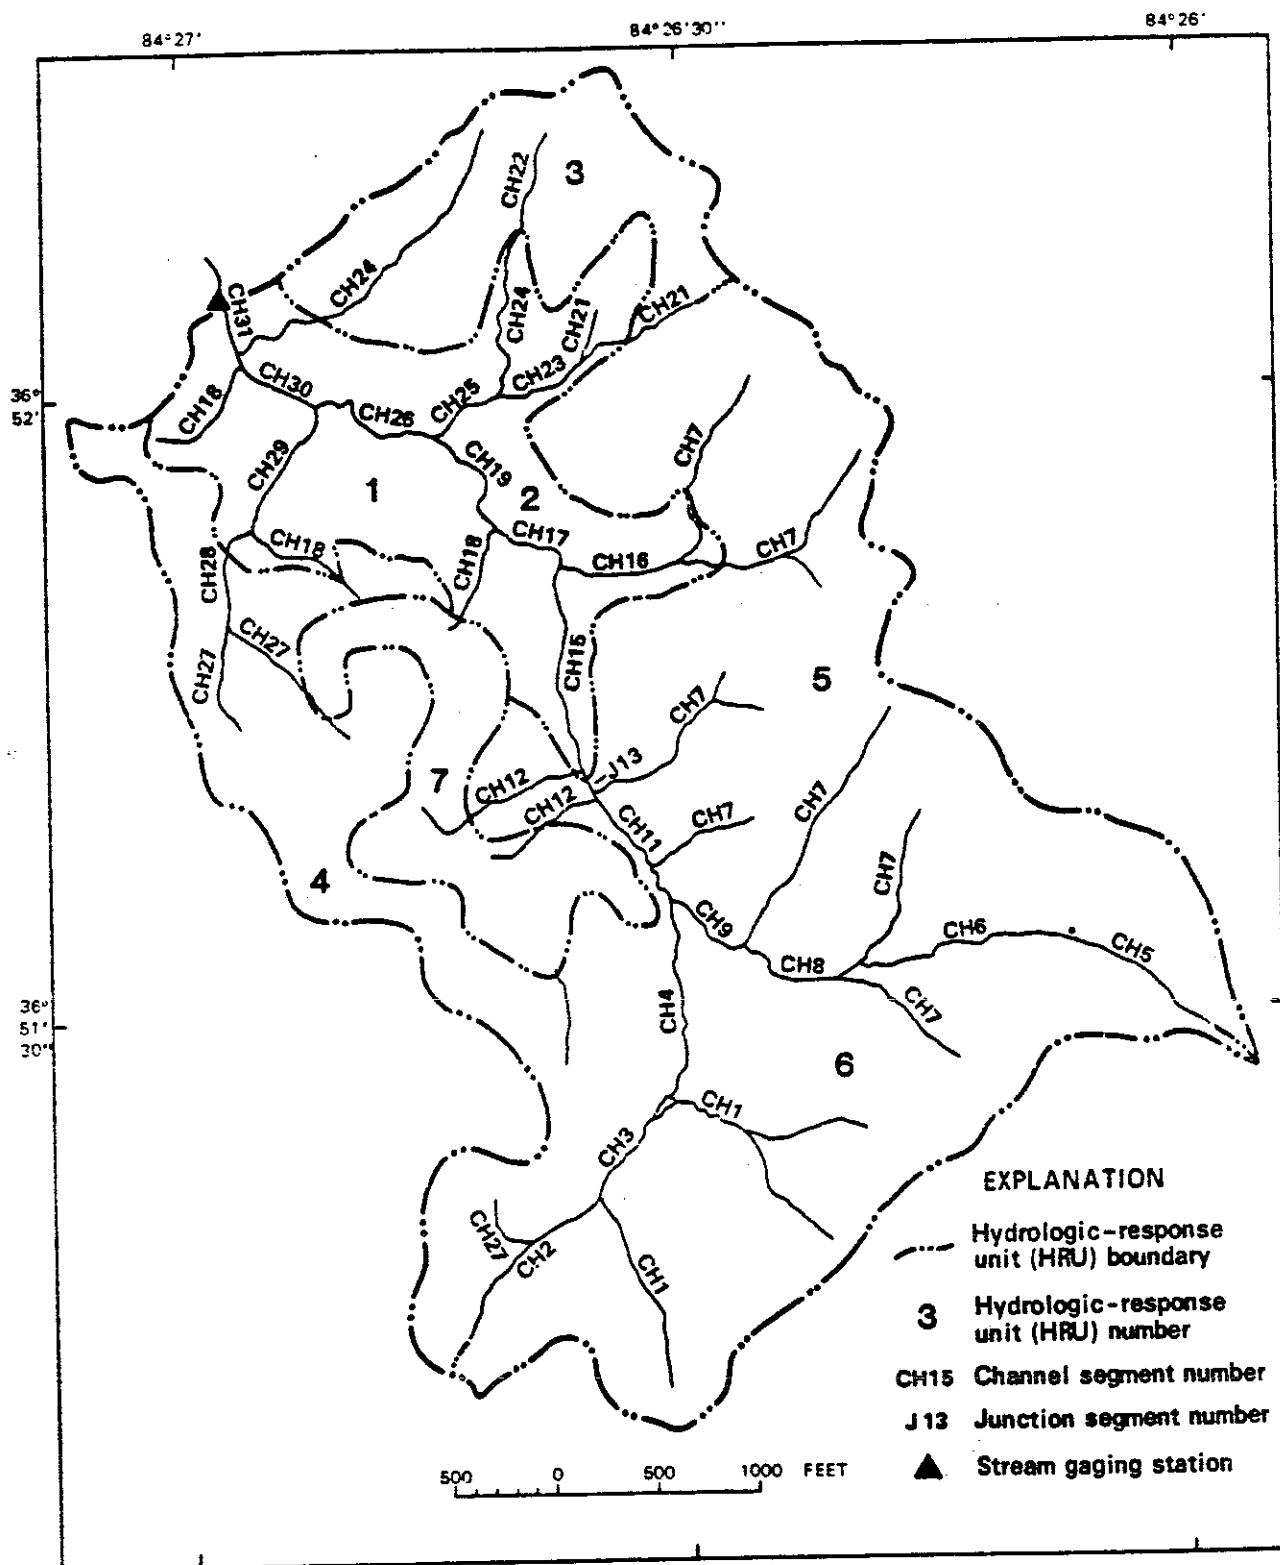 84°27'
84°26'30"
84°26'
CH22
3
CH24
CH31
CH24
CH21
CH21
CH23
CH30
36°
52'
CH18
CH26
CH25
CH7
CH29
CH19
1
2
CH17
CH18
CH18
CH16
CH7
CH28
CH27
CH27
CH15
5
CH7
J13
7
CH12
CH12
CH11
CH7
CH7
4
CH7
CH9
CH6
CH5
CH8
36°
51'
30"
CH4
CH7
6
CH1
CH3
EXPLANATION
CH27
CH2
CH1
Hydrologic-response
unit (HRU) boundary
3 Hydrologic-response
unit (HRU) number
CH15 Channel segment number
J13 Junction segment number
Stream gaging station
500 0 500 1000 FEET